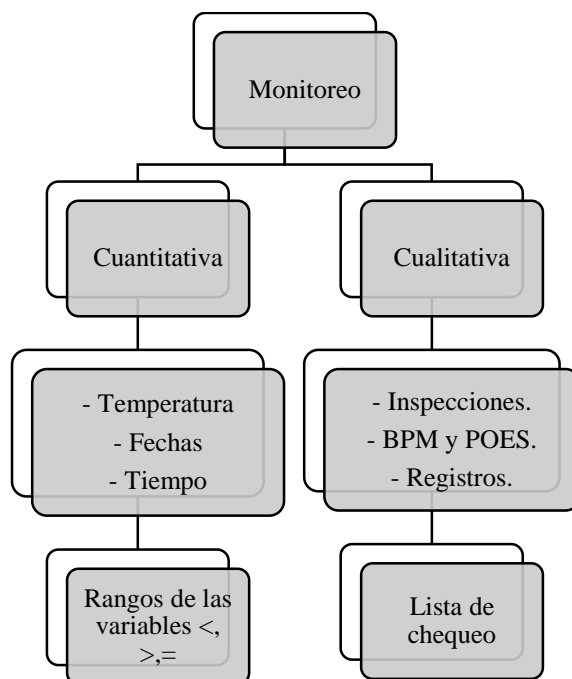 Monitoreo
Cuantitativa
Cualitativa
- Temperatura
- Fechas
- Tiempo
- Inspecciones.
- BPM y POES.
- Registros.
Rangos de las
variables <,
>,=
Lista de
chequeo